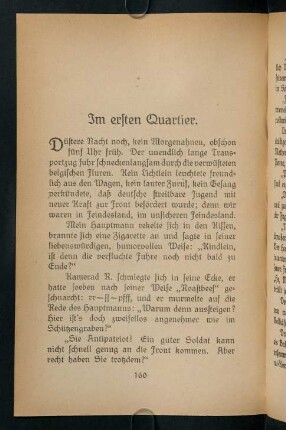 Im ersten Quartier.
Düstere Nacht noch, kein Morgenahnen, obschon
fünf Uhr früh. Der unendlich lange Trans-
portzug fuhr schneckenlangsam durch die verwüsteten
belgischen Fluren. Kein Lichtlein leuchtete freund-
lich aus den Wagen, kein lauter Zuruf, kein Gesang
verkündete, daß deutsche streitbare Jugend mit
neuer Kraft zur Front befördert wurde; denn wir
waren in Feindesland, im unsicheren Feindesland.
Mein Hauptmann rekelte sich in den Kissen,
brannte sich eine Zigarette an und sagte in seiner
liebenswürdigen, humorvollen Weise: „Kindlein,
ist denn die verfluchte Jahre noch nicht bald zu
Ende?“
Kamerad R. schmiegte sich in seine Ecke, er
hatte soeben nach seiner Weise „Roastbeef“ ge-
schnarcht: rr—ff—pfff, und er murmelte auf die
Rede des Hauptmanns: „Warum denn aussteigen?
Hier ist's doch zweifellos angenehmer wie im
Schützengraben?“
„Sie Antipatriot! Ein guter Soldat kann
nicht schnell genug an die Front kommen. Aber
recht haben Sie trotzdem?“
160